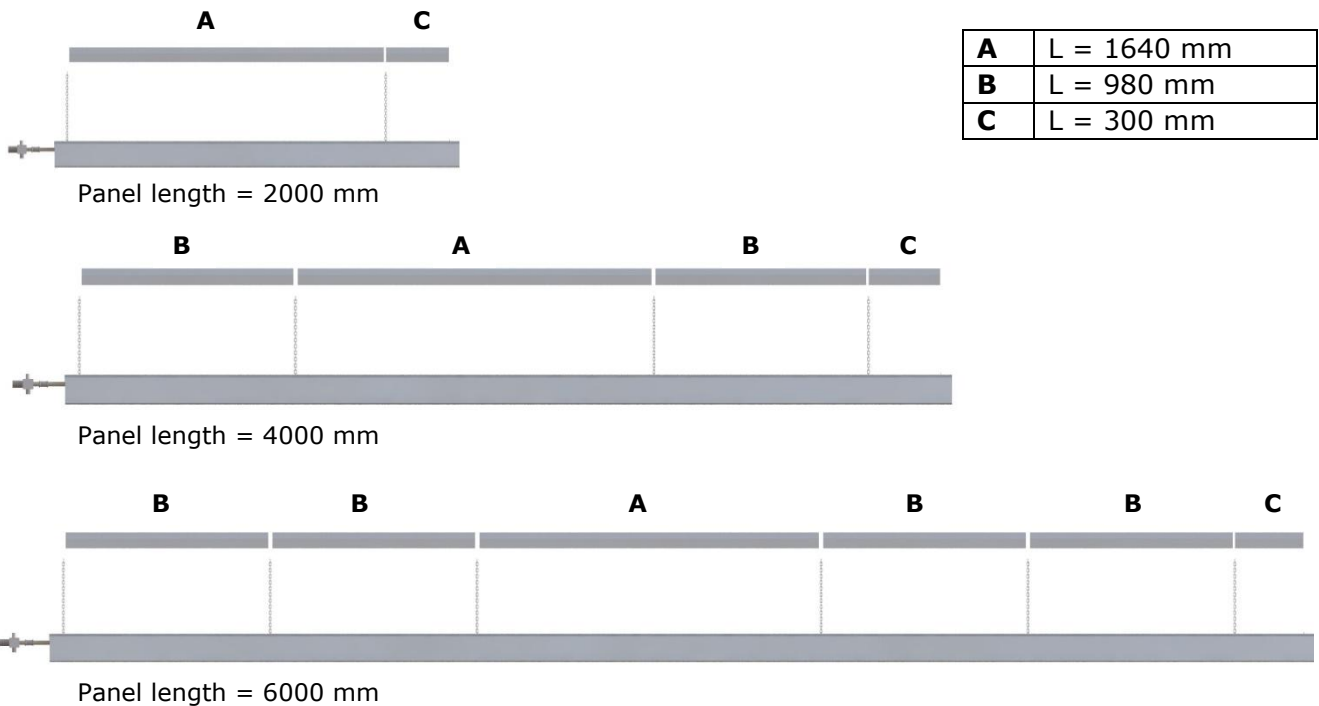 A C
A L = 1640 mm
B L = 980 mm
C L = 300 mm
Panel length = 2000 mm
B A B C
Panel length = 4000 mm
B B A B B C
Panel length = 6000 mm